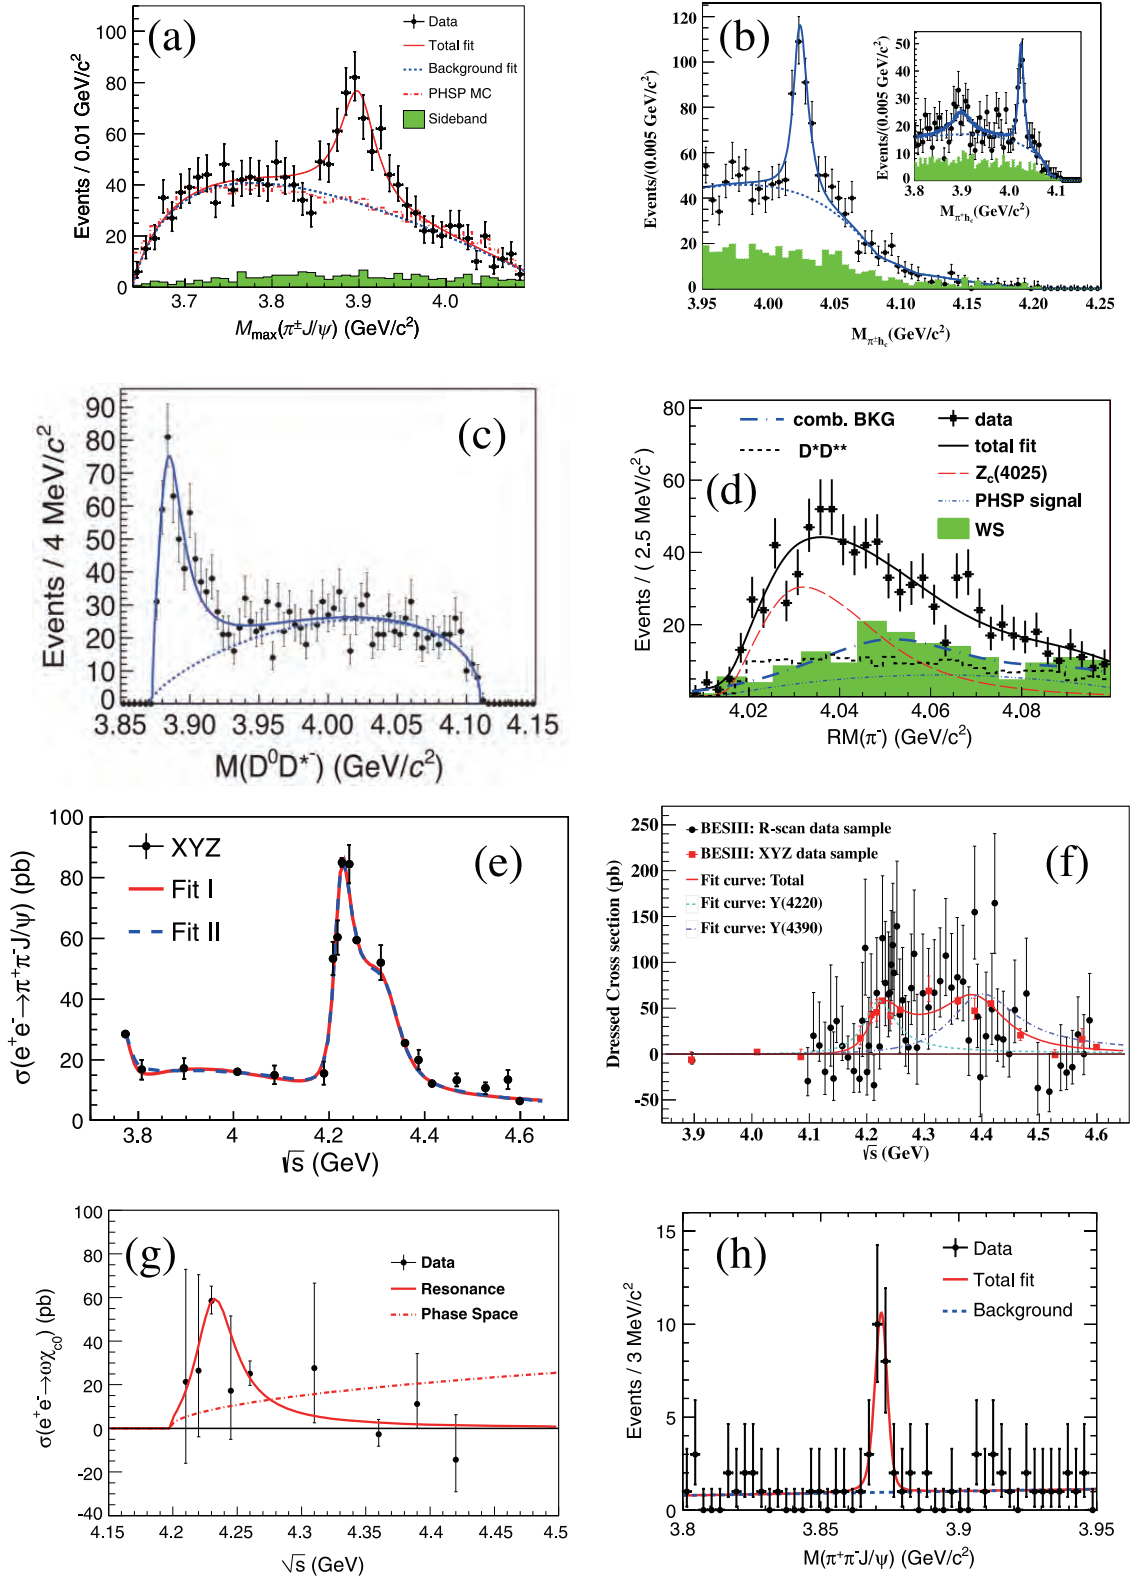 (a)
Data
Total fit
Background fit
PHSP MC
Sideband
Events / 0.01 GeV/c²
100
80
60
40
20
0
3.7 3.8 3.9 4.0
M_max(π±J/ψ) (GeV/c²)
(b)
Events/(0.005 GeV/c²)
120
100
80
60
40
20
0
3.95 4.00 4.05 4.10 4.15 4.20 4.25
M_π±h_c(GeV/c²)
Events/(0.005 GeV/c²)
50
40
30
20
10
0
3.8 3.9 4.0 4.1
M_π±h_c(GeV/c²)
(c)
Events / 4 MeV/c²
90
80
70
60
50
40
30
20
10
0
3.85 3.90 3.95 4.00 4.05 4.10 4.15
M(D⁰D*⁻) (GeV/c²)
(d)
comb. BKG
D*D**
data
total fit
Z_c(4025)
PHSP signal
WS
Events / ( 2.5 MeV/c²)
80
60
40
20
0
4.02 4.04 4.06 4.08
RM(π⁻) (GeV/c²)
(e)
XYZ
Fit I
Fit II
σ(e⁺e⁻→π⁺π⁻J/ψ) (pb)
100
80
60
40
20
0
3.8 4 4.2 4.4 4.6
√s (GeV)
(f)
BESIII: R-scan data sample
BESIII: XYZ data sample
Fit curve: Total
Fit curve: Y(4220)
Fit curve: Y(4390)
Dressed Cross section (pb)
250
200
150
100
50
0
-50
3.9 4.0 4.1 4.2 4.3 4.4 4.5 4.6
√s (GeV)
(g)
Data
Resonance
Phase Space
σ(e⁺e⁻→ωχ_c0) (pb)
100
80
60
40
20
0
-20
-40
4.15 4.2 4.25 4.3 4.35 4.4 4.45 4.5
√s (GeV)
(h)
Data
Total fit
Background
Events / 3 MeV/c²
15
10
5
0
3.8 3.85 3.9 3.95
M(π⁺π⁻J/ψ) (GeV/c²)